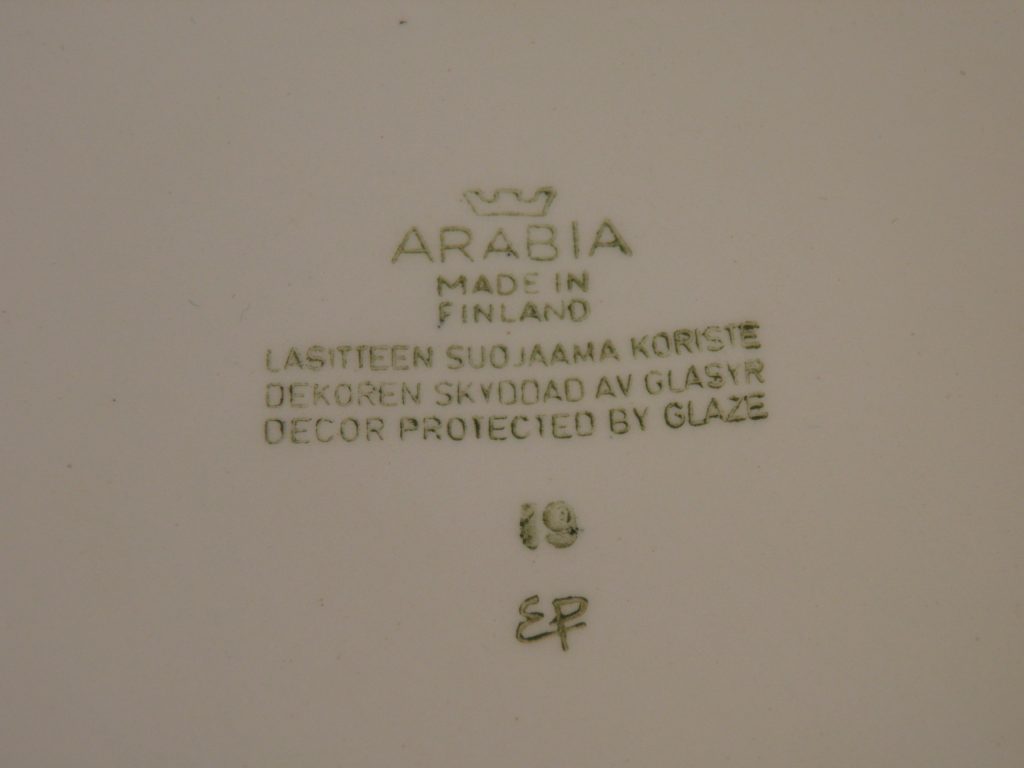 ARABIA
MADE IN
FINLAND
LASITTEEN SUOJAAMA KORISTE
DEKOREN SKYDDAD AV GLASYR
DECOR PROTECTED BY GLAZE
19
EP